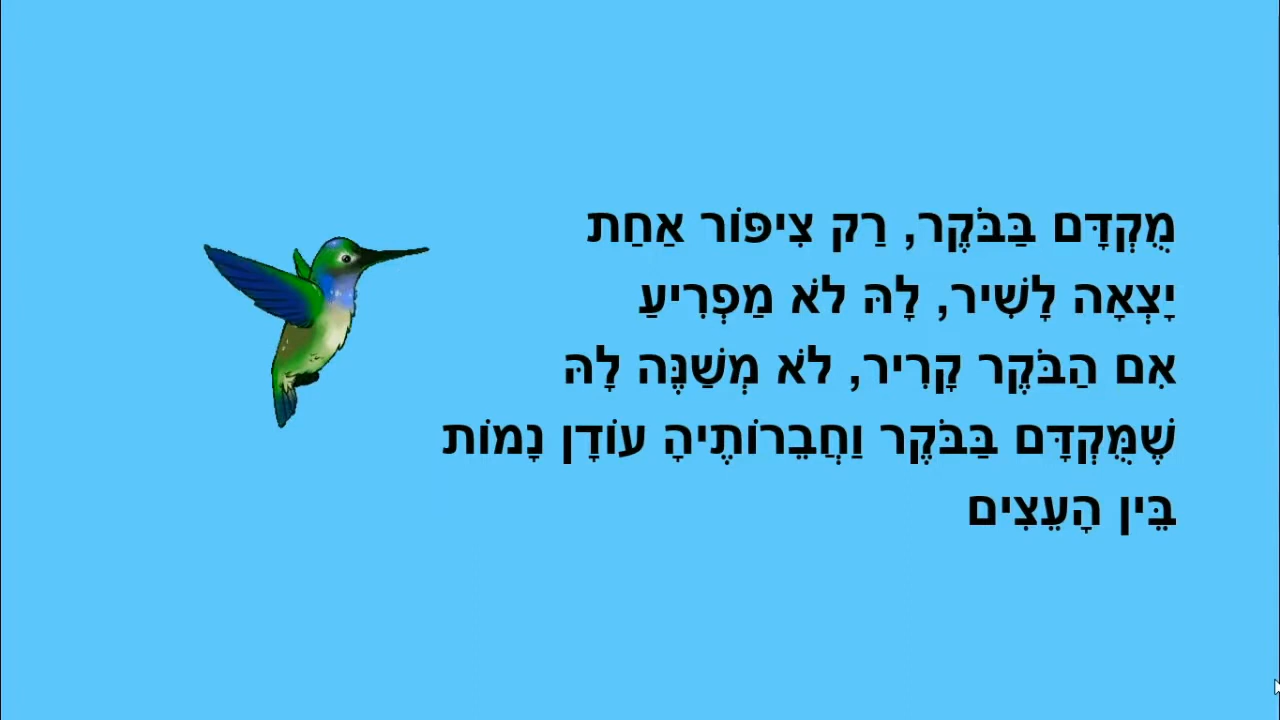 מֻקְדָּם בַּבֹּקֶר, רַק צִיפּוֹר אַחַת
יָצְאָה לָשִׁיר, לָהּ לֹא מַפְרִיעַ
אִם הַבֹּקֶר קָרִיר, לֹא מְשַׁנֶּה לָהּ
שֶׁמֻּקְדָּם בַּבֹּקֶר וַחֲבֵרוֹתֶיהָ עוֹדָן נָמוֹת
בֵּין הָעֵצִים